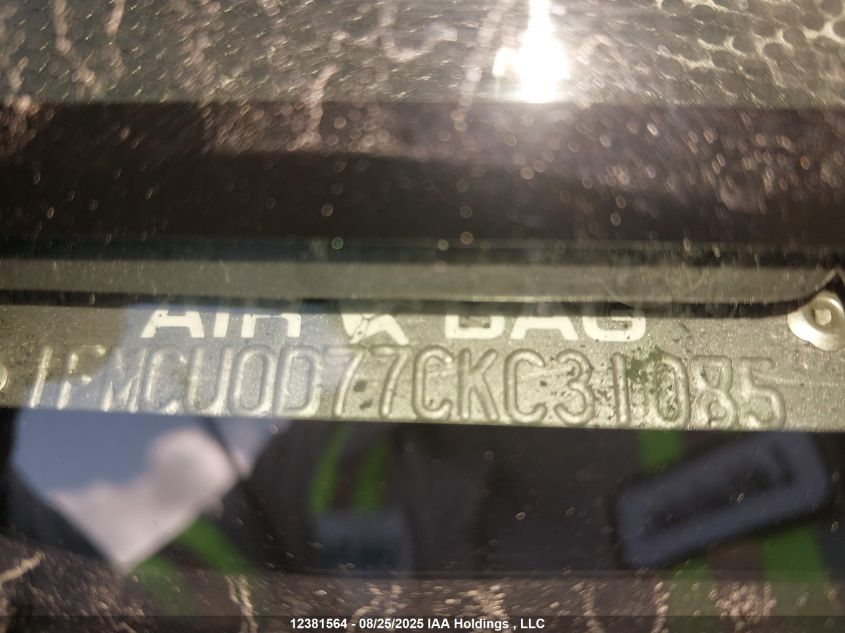 AIR BAG
1FMCU0D77CKC31085
12381564 - 08/25/2025 IAA Holdings , LLC